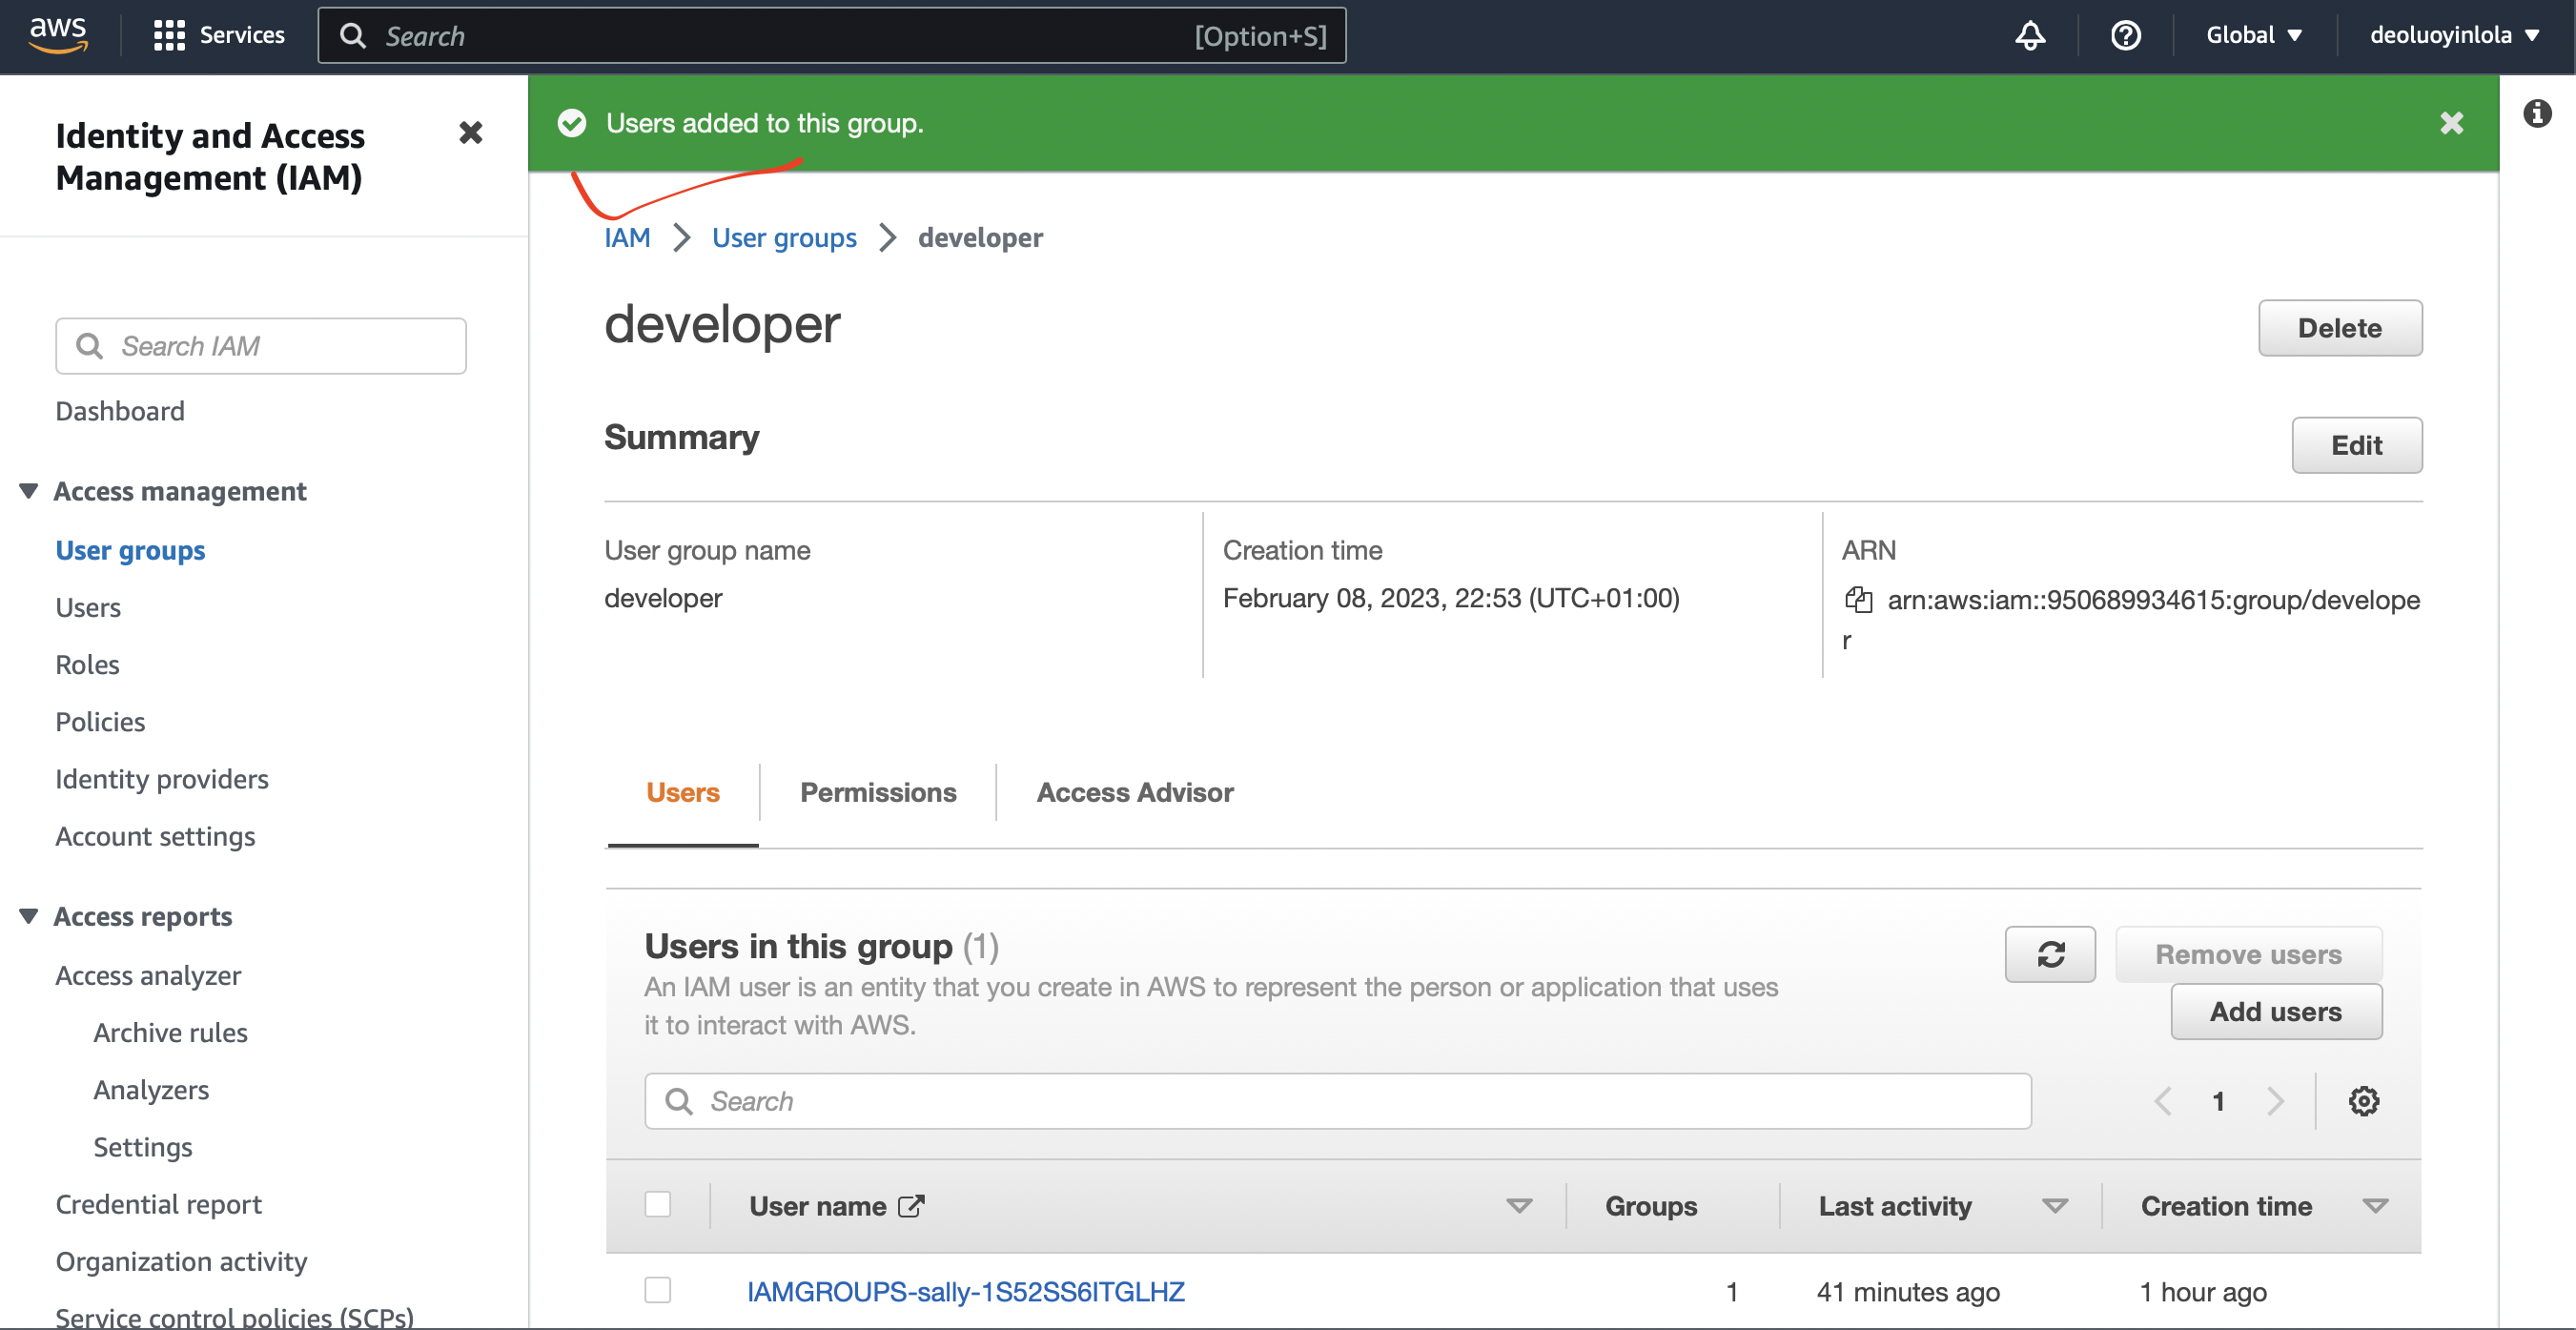 aws
Services
Search
[Option+S]
Global
deoluoyinlola
Identity and Access
Management (IAM)
Search IAM
Dashboard
Access management
User groups
Users
Roles
Policies
Identity providers
Account settings
Access reports
Access analyzer
Archive rules
Analyzers
Settings
Credential report
Organization activity
Service control policies (SCPs)
Users added to this group.
IAM
User groups
developer
developer
Delete
Summary
Edit
User group name
developer
Creation time
February 08, 2023, 22:53 (UTC+01:00)
ARN
arn:aws:iam::950689934615:group/develope
r
Users
Permissions
Access Advisor
Users in this group (1)
An IAM user is an entity that you create in AWS to represent the person or application that uses
it to interact with AWS.
Remove users
Add users
Search
1
User name
Groups
Last activity
Creation time
IAMGROUPS-sally-1S52SS6ITGLHZ
1
41 minutes ago
1 hour ago